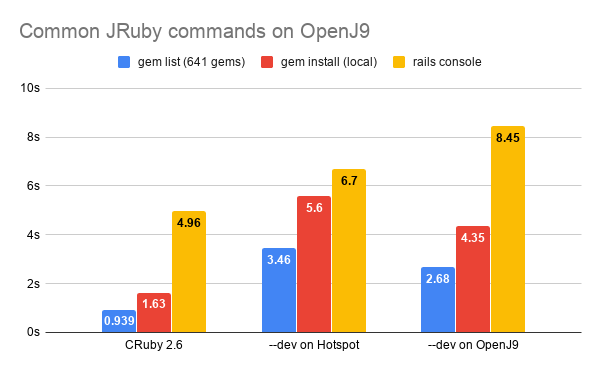 Common JRuby commands on OpenJ9
gem list (641 gems) gem install (local) rails console
10s
8s
6s
4s
2s
0s
0.939
1.63
4.96
3.46
5.6
6.7
2.68
4.35
8.45
CRuby 2.6 --dev on Hotspot --dev on OpenJ9